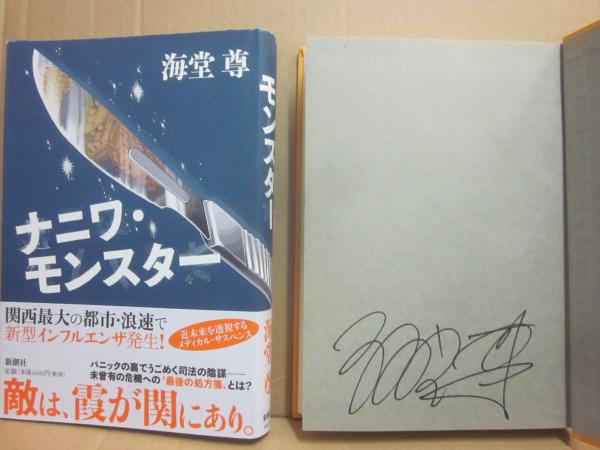 海堂 尊
モンスター
ナニワ・
モンスター
関西最大の都市・浪速で
新型インフルエンザ発生!
近未来を透視する
メディカル・サスペンス
海堂 尊
新潮社
パニックの裏でうごめく司法の陰謀——
未曾有の危機への“最後の処方箋”とは?
敵は、霞が関にあり。